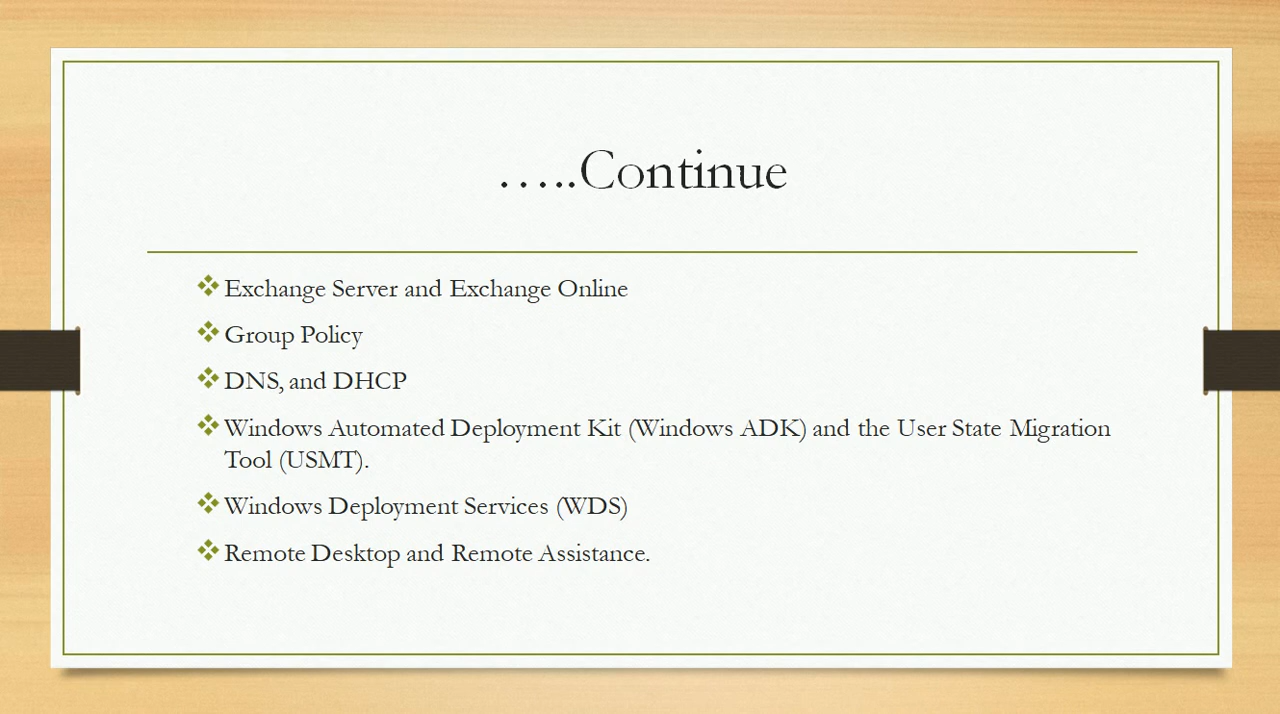 …..Continue
Exchange Server and Exchange Online
Group Policy
DNS, and DHCP
Windows Automated Deployment Kit (Windows ADK) and the User State Migration
Tool (USMT).
Windows Deployment Services (WDS)
Remote Desktop and Remote Assistance.